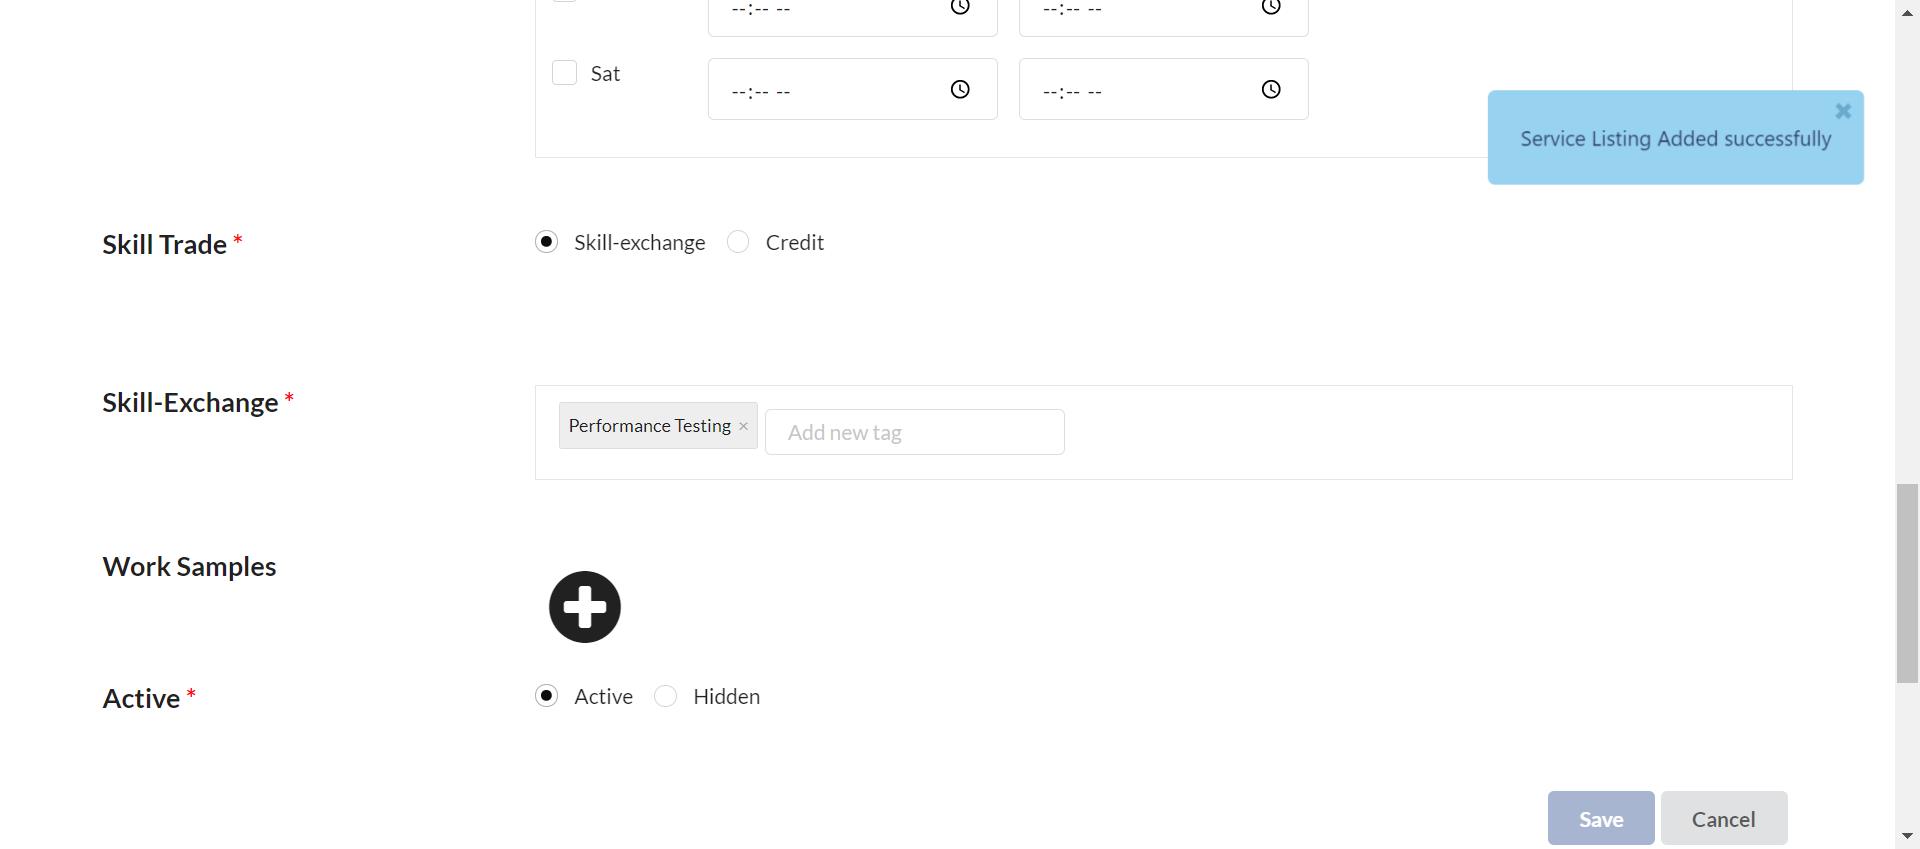 --:-- --
--:-- --
Sat
--:-- --
--:-- --
Service Listing Added successfully
Skill Trade *
Skill-exchange
Credit
Skill-Exchange *
Performance Testing ×
Add new tag
Work Samples
Active *
Active
Hidden
Save
Cancel